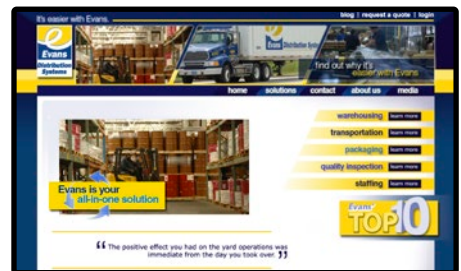 It's easier with Evans.
blog | request a quote | login
Evans
Distribution
Systems
Evans Distribution Systems
find out why it's
easier with Evans
home solutions contact about us media
warehousing learn more
transportation learn more
packaging learn more
quality inspection learn more
staffing learn more
Evans is your
all-in-one solution
Evans'
TOP10
“ The positive effect you had on the yard operations was
immediate from the day you took over. ”